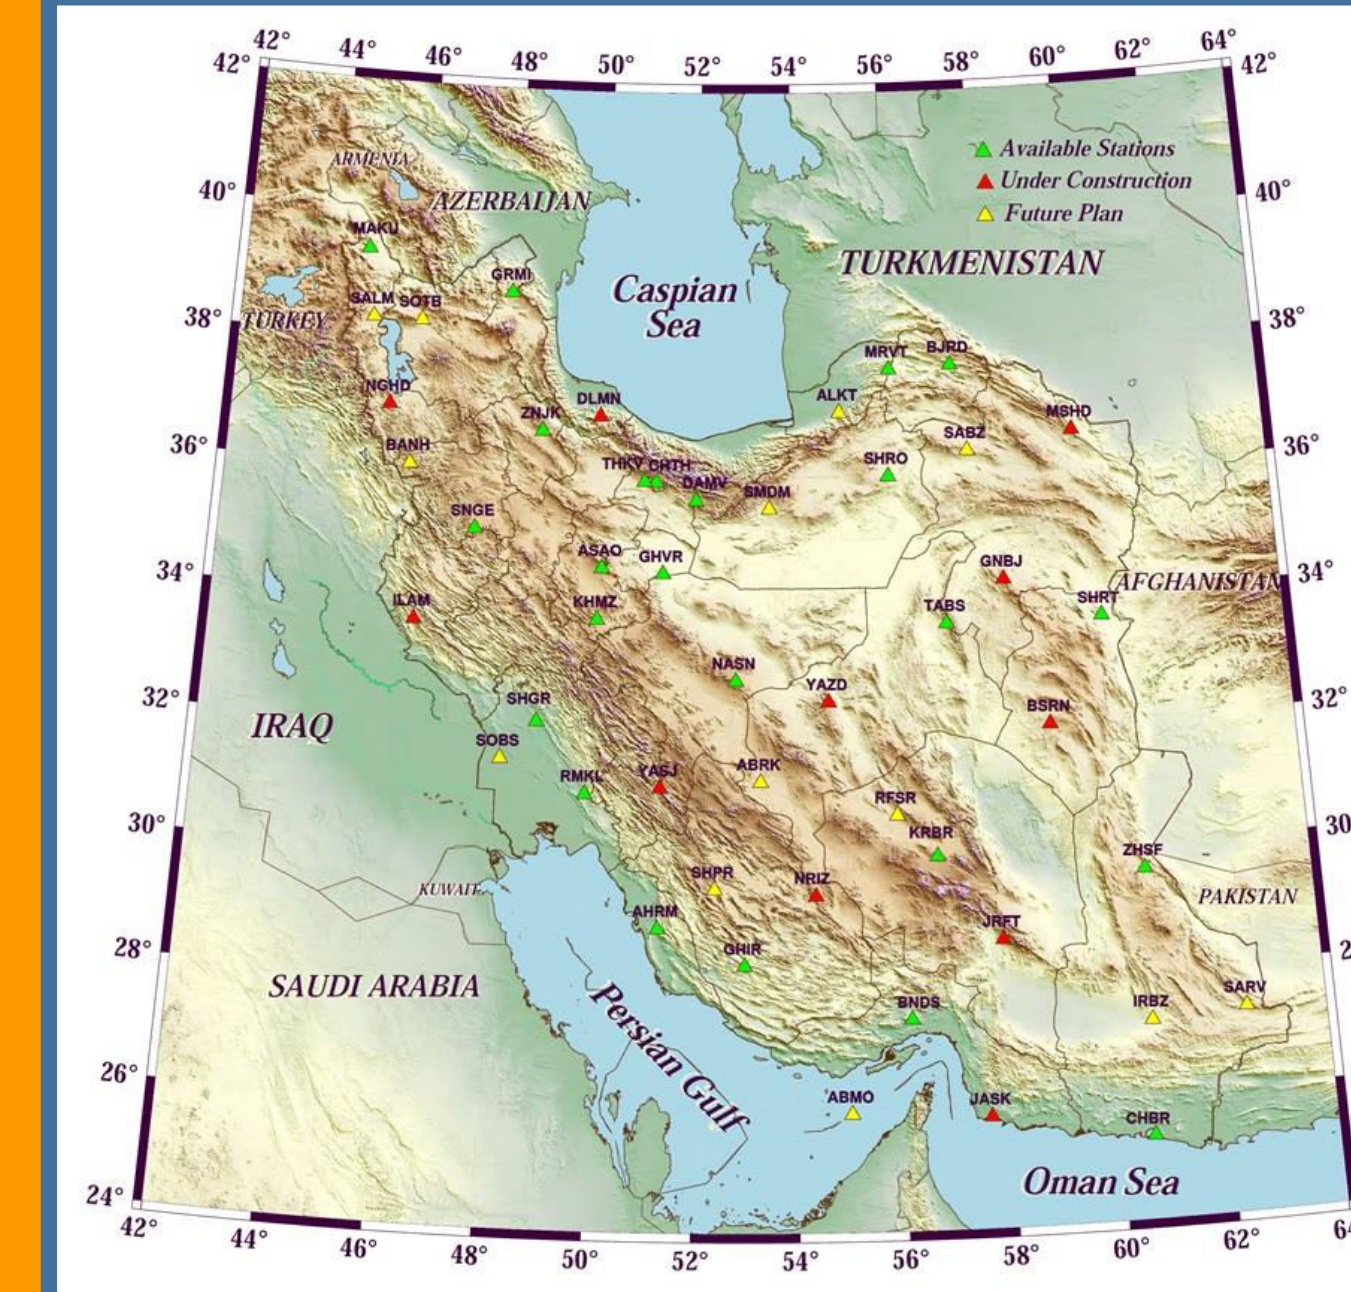 42° 44° 46° 48° 50° 52° 54° 56° 58° 60° 62° 64°
42° 42°
Available Stations
ARMENIA
Under Construction
40° AZERBAIJAN 40°
Future Plan
MAKU
TURKMENISTAN
GRMI
Caspian
SALM SOTB
38° TURKEY Sea 38°
MRVT BJRD
NGHD DLMN ALKT
ZNJK MSHD
36° BANH SABZ 36°
THKV CHTH SHRO
DAMV SMDM
SNGE
ASAO GHVR GNBJ
34° AFGHANISTAN 34°
ILAM KHMZ TABS SHRT
NASN
YAZD
32° SHGR BSRN 32°
IRAQ
SOBS
RMKL YASJ ABRK
RFSR
30° KRBR 30
ZHSF
KUWAIT SHPR NRIZ PAKISTAN
AHRM JRFT
28° GHIR 2
SAUDI ARABIA
Persian Gulf
BNDS IRBZ SARV
26°
ABMO JASK
CHBR
Oman Sea
24°
42° 44° 46° 48° 50° 52° 54° 56° 58° 60° 62° 64